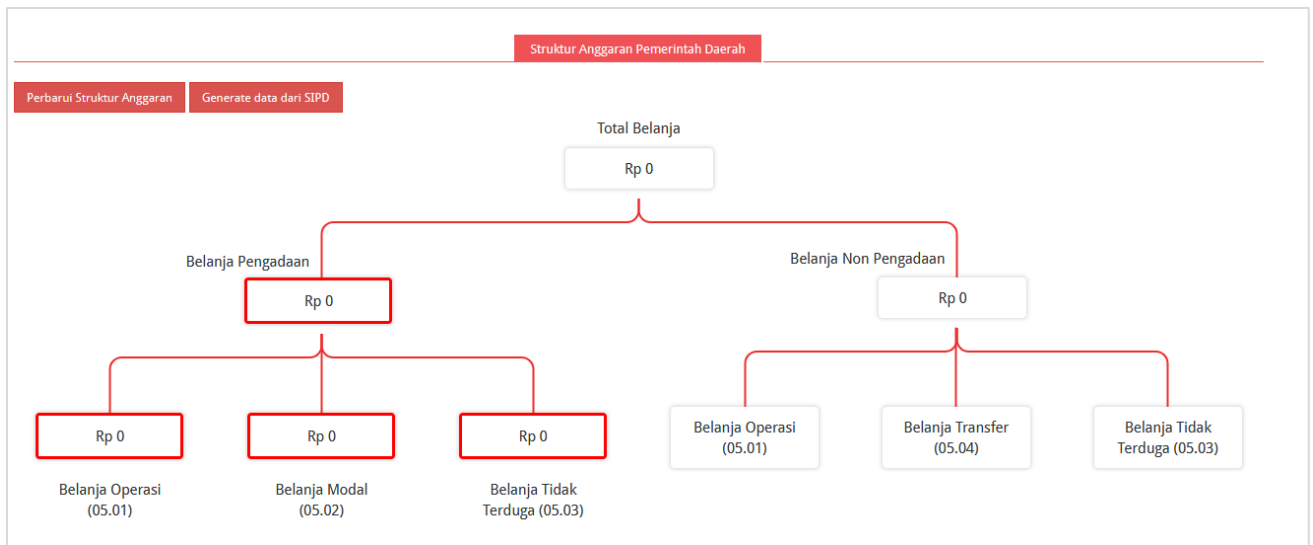 Struktur Anggaran Pemerintah Daerah
Perbarui Struktur Anggaran
Generate data dari SIPD
Total Belanja
Rp 0
Belanja Pengadaan
Rp 0
Belanja Non Pengadaan
Rp 0
Rp 0
Rp 0
Rp 0
Belanja Operasi
(05.01)
Belanja Modal
(05.02)
Belanja Tidak
Terduga (05.03)
Belanja Operasi
(05.01)
Belanja Transfer
(05.04)
Belanja Tidak
Terduga (05.03)